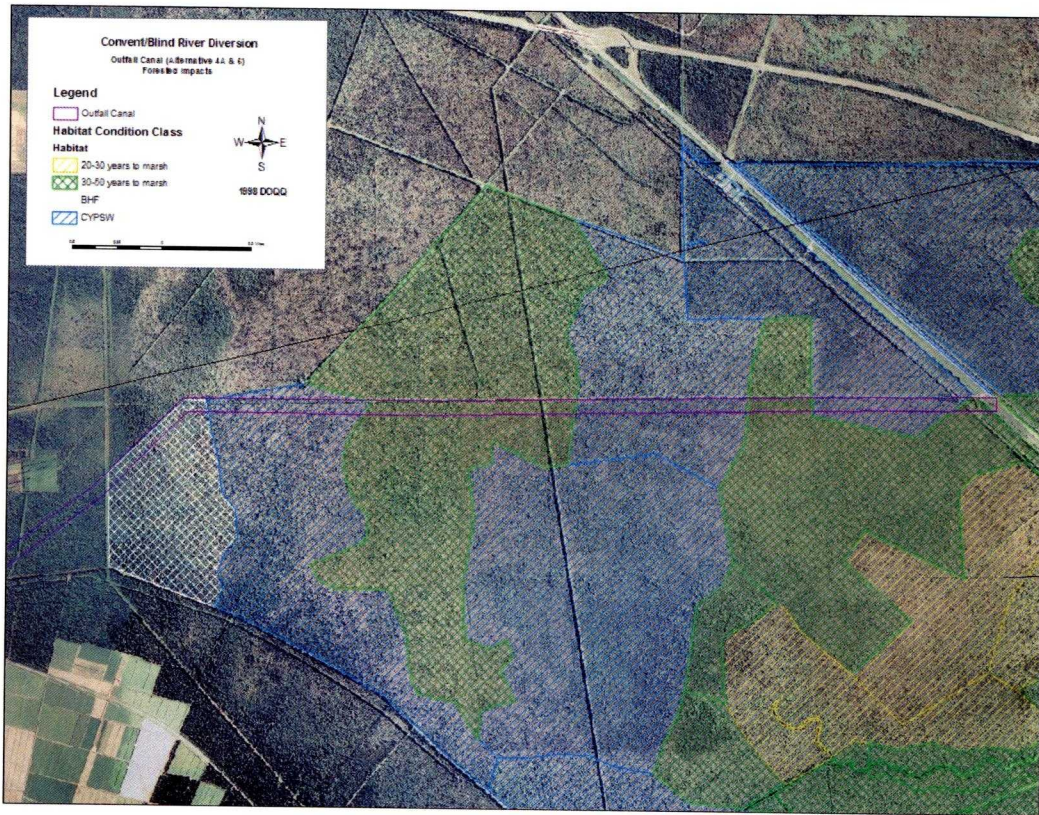 Convent/Blind River Diversion
Outfall Canal (Alternative 4A & 6)
Forested Impacts
Legend
Outfall Canal
Habitat Condition Class
Habitat
20-30 years to marsh
30-50 years to marsh
BHF
CYPSW
N
W E
S
1998 DOQQ